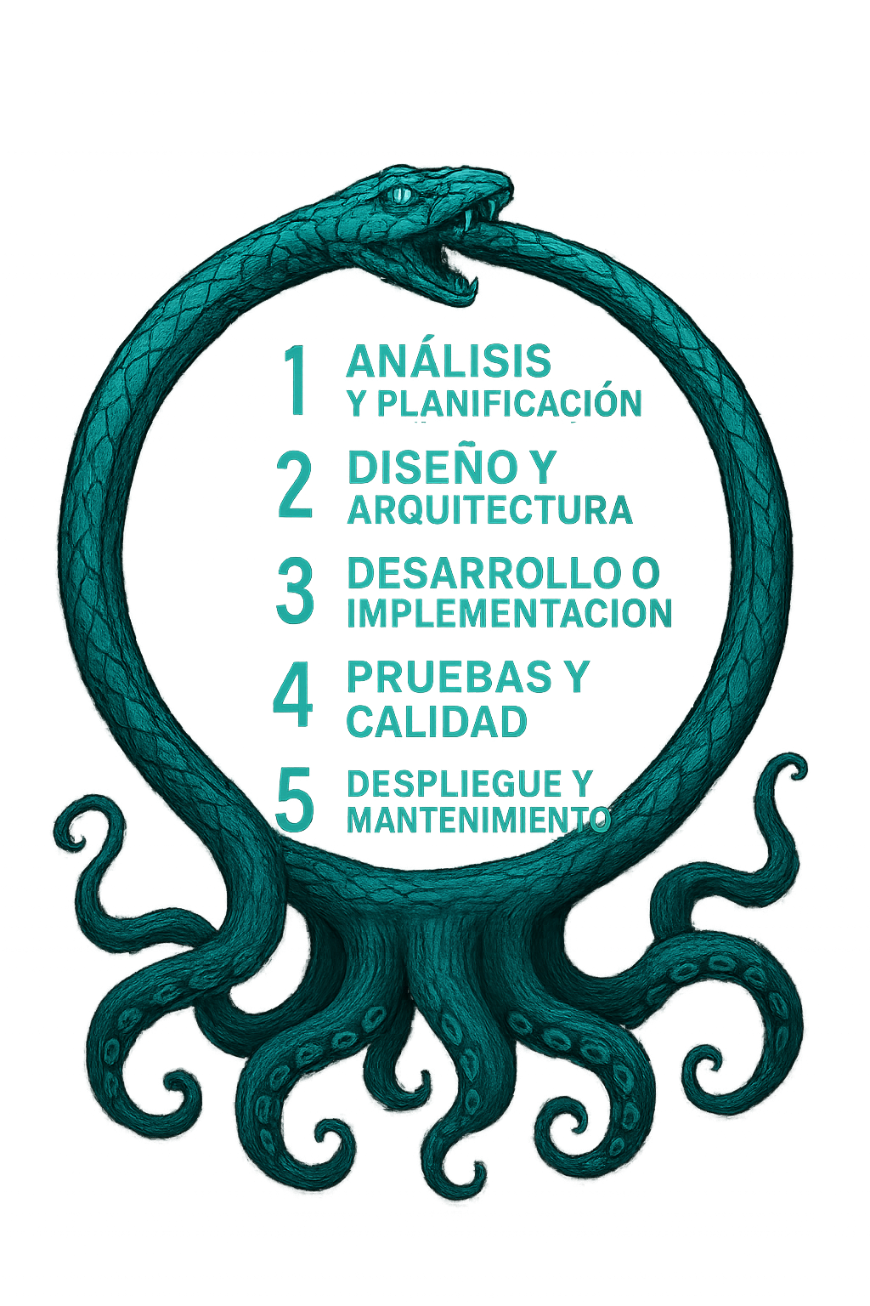 1 ANÁLISIS
Y PLANIFICACIÓN
2 DISEÑO Y
ARQUITECTURA
3 DESARROLLO O
IMPLEMENTACION
4 PRUEBAS Y
CALIDAD
5 DESPLIEGUE Y
MANTENIMIENTO